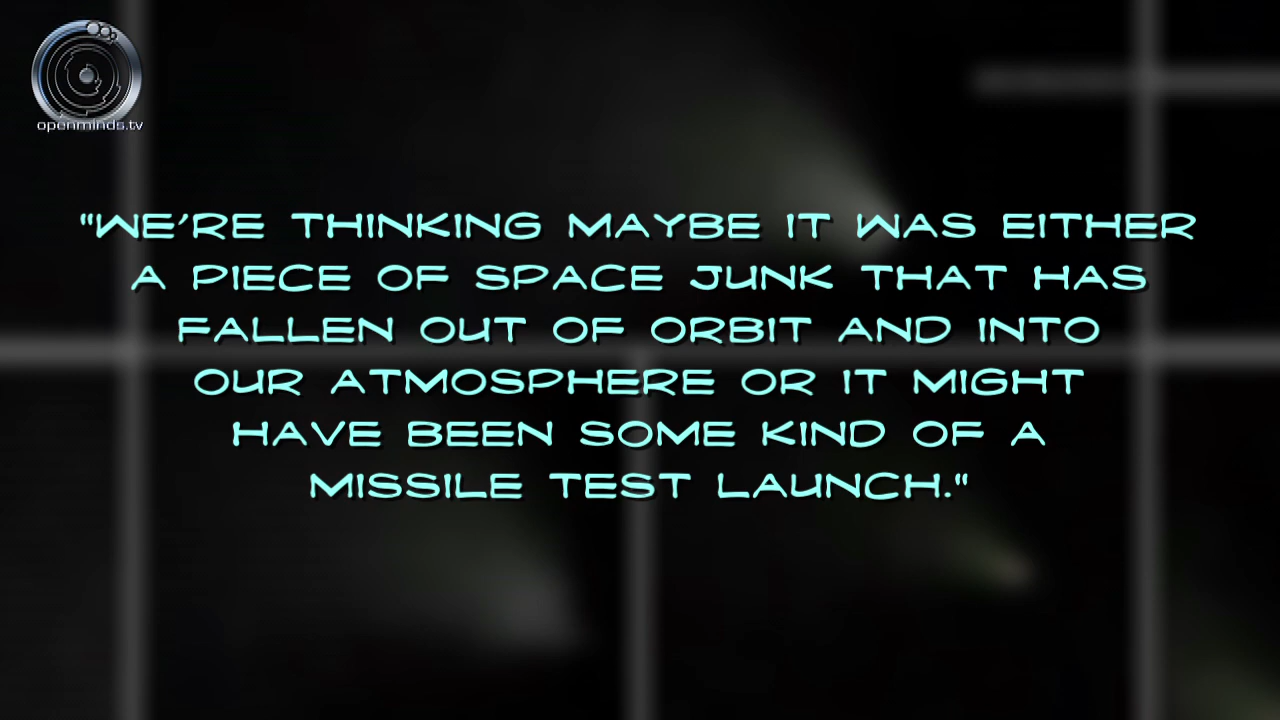 openminds.tv
"WE'RE THINKING MAYBE IT WAS EITHER
A PIECE OF SPACE JUNK THAT HAS
FALLEN OUT OF ORBIT AND INTO
OUR ATMOSPHERE OR IT MIGHT
HAVE BEEN SOME KIND OF A
MISSILE TEST LAUNCH."